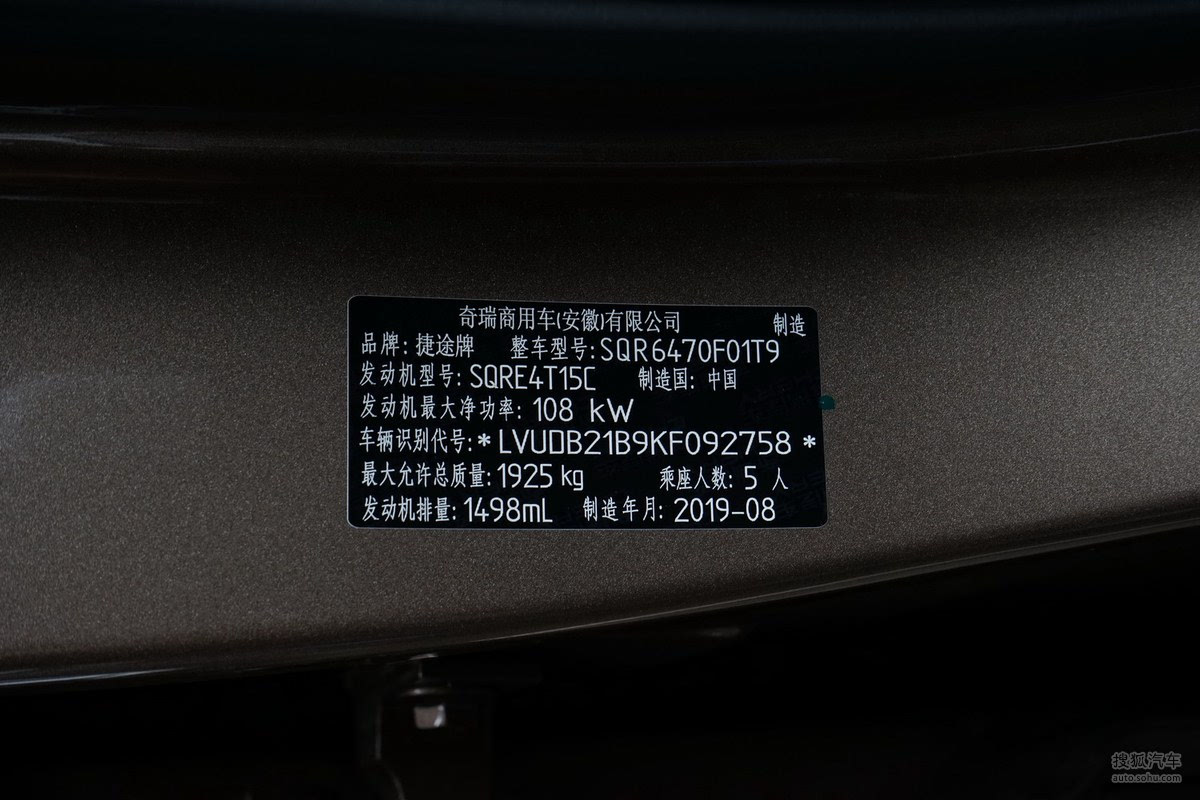 奇瑞商用车(安徽)有限公司 制造
品牌: 捷途牌 整车型号: SQR6470F01T9
发动机型号: SQRE4T15C 制造国: 中国
发动机最大净功率: 108 kW
车辆识别代号: *LVUDB21B9KF092758*
最大允许总质量: 1925 kg 乘座人数: 5 人
发动机排量: 1498mL 制造年月: 2019-08
搜狐汽车
auto.sohu.com